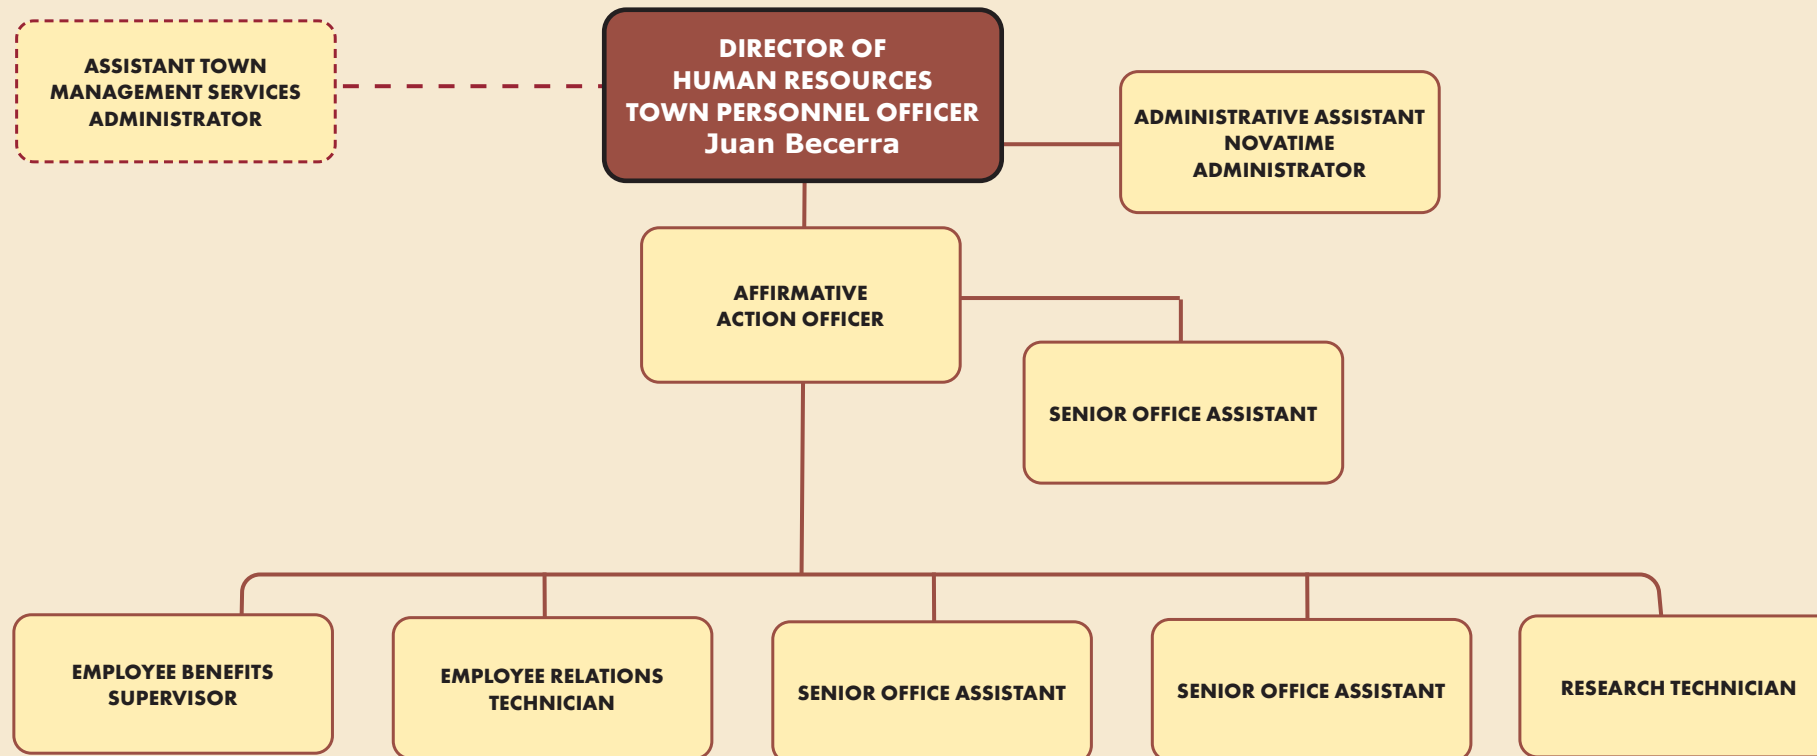 ASSISTANT TOWN
MANAGEMENT SERVICES
ADMINISTRATOR
DIRECTOR OF
HUMAN RESOURCES
TOWN PERSONNEL OFFICER
Juan Becerra
ADMINISTRATIVE ASSISTANT
NOVATIME
ADMINISTRATOR
AFFIRMATIVE
ACTION OFFICER
SENIOR OFFICE ASSISTANT
EMPLOYEE BENEFITS
SUPERVISOR
EMPLOYEE RELATIONS
TECHNICIAN
SENIOR OFFICE ASSISTANT
SENIOR OFFICE ASSISTANT
RESEARCH TECHNICIAN